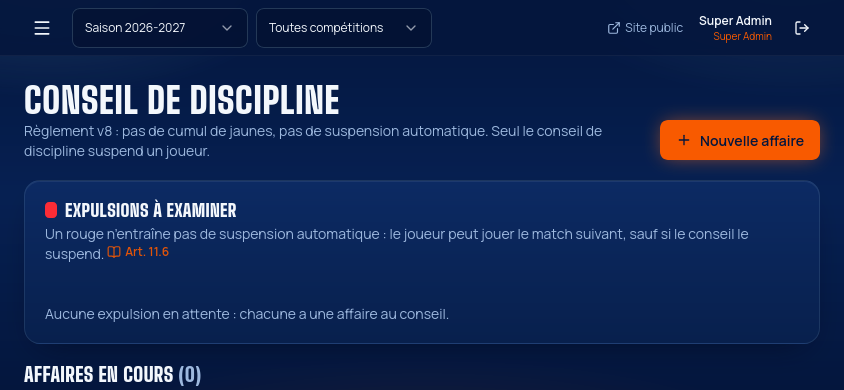 Saison 2026-2027
Toutes compétitions
Site public
Super Admin
Super Admin
CONSEIL DE DISCIPLINE
Règlement v8 : pas de cumul de jaunes, pas de suspension automatique. Seul le conseil de
discipline suspend un joueur.
Nouvelle affaire
EXPULSIONS À EXAMINER
Un rouge n'entraîne pas de suspension automatique : le joueur peut jouer le match suivant, sauf si le conseil le
suspend. Art. 11.6
Aucune expulsion en attente : chacune a une affaire au conseil.
AFFAIRES EN COURS (0)